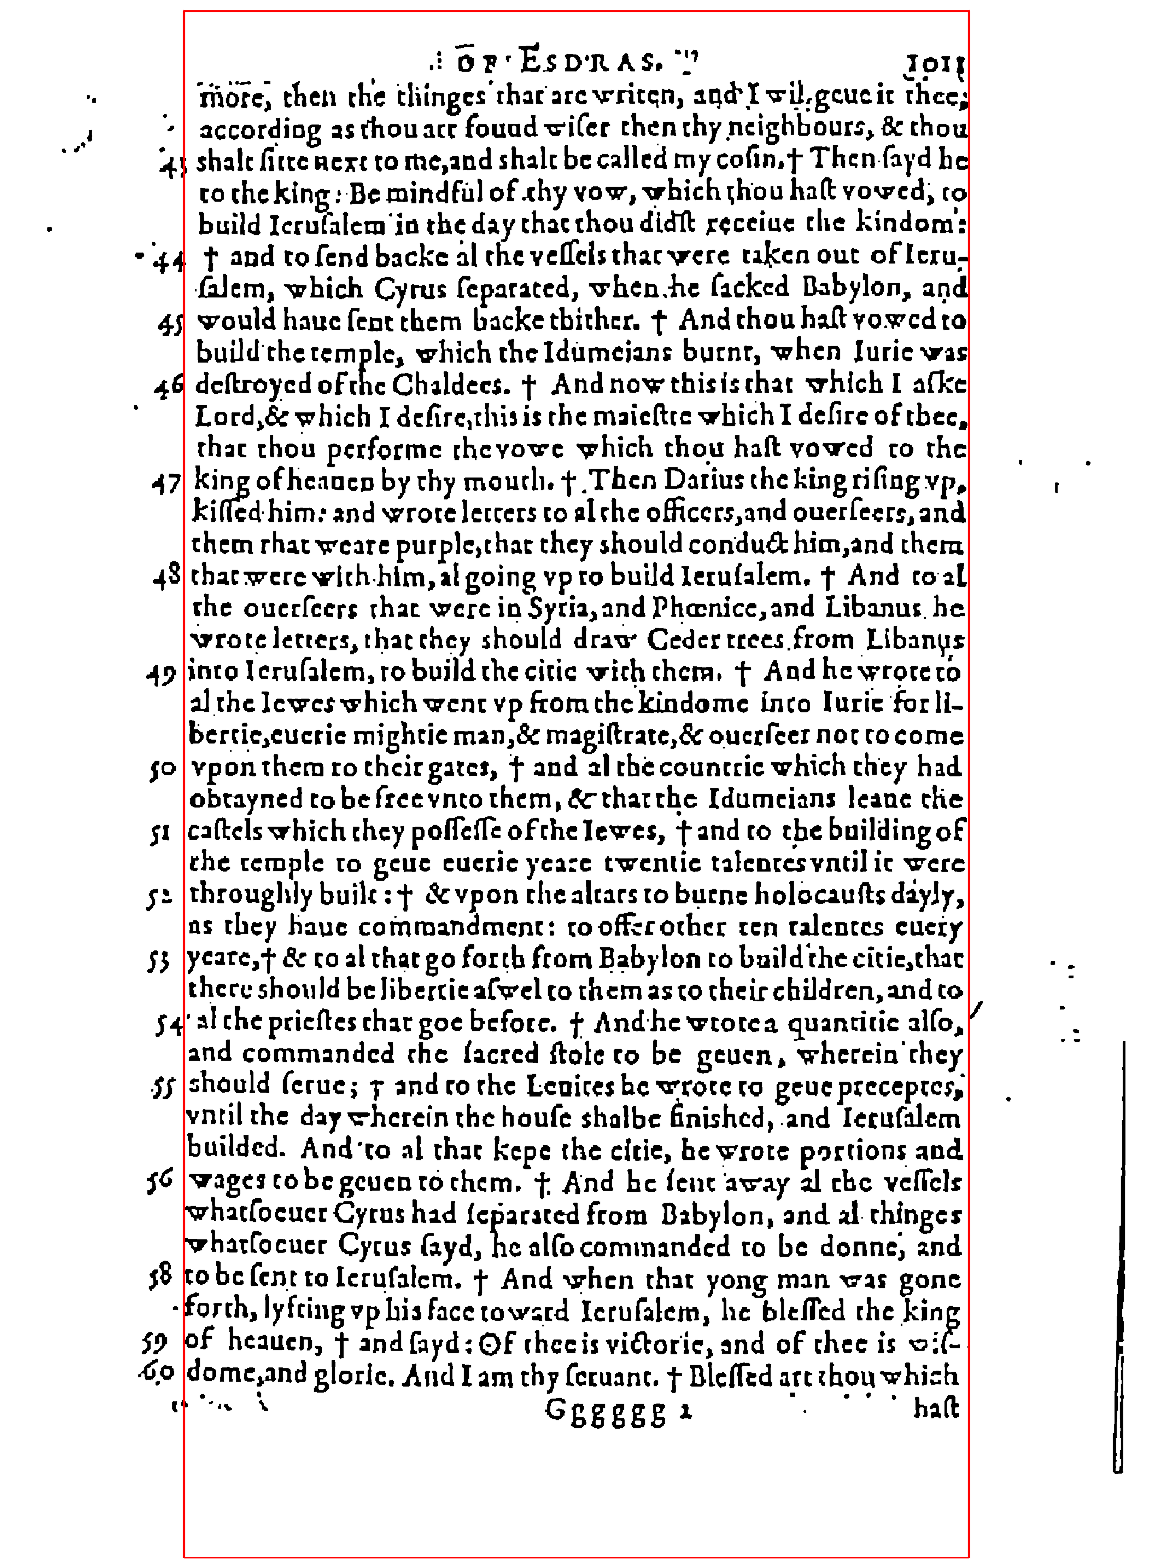 OF ESDRAS. 1011
more, then the thinges that are writen, and I wil geue it thee,
according as thou art found wiser then thy neighbours, & thou
43 shalt sitte next to me, and shalt be called my cosin. † Then sayd he
to the king: Be mindful of thy vow, which thou hast vowed, to
build Ierusalem in the day that thou didst receiue the kindom:
44 † and to send backe al the vessels that were taken out of Ieru-
salem, which Cyrus separated, when he sacked Babylon, and
45 would haue sent them backe thither. † And thou hast vowed to
build the temple, which the Idumeians burnt, when Iurie was
46 destroyed of the Chaldees. † And now this is that which I aske
Lord, & which I desire, this is the maiestie which I desire of thee,
that thou performe the vowe which thou hast vowed to the
47 king of heauen by thy mouth. † Then Darius the king rising vp,
kissed him: and wrote letters to al the officers, and ouerseers, and
them that weare purple, that they should conduct him, and them
48 that were with him, al going vp to build Ierusalem. † And to al
the ouerseers that were in Syria, and Phœnice, and Libanus he
wrote letters, that they should draw Ceder trees from Libanus
49 into Ierusalem, to build the citie with them. † And he wrote to
al the Iewes which went vp from the kindome into Iurie for li-
bertie, euerie mightie man, & magistrate, & ouerseer not to come
50 vpon them to their gates, † and al the countrie which they had
obtayned to be free vnto them, & that the Idumeians leaue the
51 castels which they possesse of the Iewes, † and to the building of
the temple to geue euerie yeare twentie talentes vntil it were
52 throughly built: † & vpon the altars to burne holocausts dayly,
as they haue commandment: to offer other ten talentes euery
53 yeare, † & to al that go forth from Babylon to build the citie, that
there should be libertie aswel to them as to their children, and to
54 al the priestes that goe before. † And he wrote a quantitie also,
and commanded the sacred stole to be geuen, wherein they
55 should serue; † and to the Leuites he wrote to geue preceptes,
vntil the day wherein the house shalbe finished, and Ierusalem
builded. And to al that kepe the citie, he wrote portions and
56 wages to be geuen to them. † And he sent away al the vessels
whatsoeuer Cyrus had separated from Babylon, and al thinges
whatsoeuer Cyrus sayd, he also commanded to be donne, and
58 to be sent to Ierusalem. † And when that yong man was gone
forth, lyfting vp his face toward Ierusalem, he blessed the king
59 of heauen, † and sayd: Of thee is victorie, and of thee is wis-
60 dome, and glorie. And I am thy seruant. † Blessed art thou which
Gggggg 1 hast